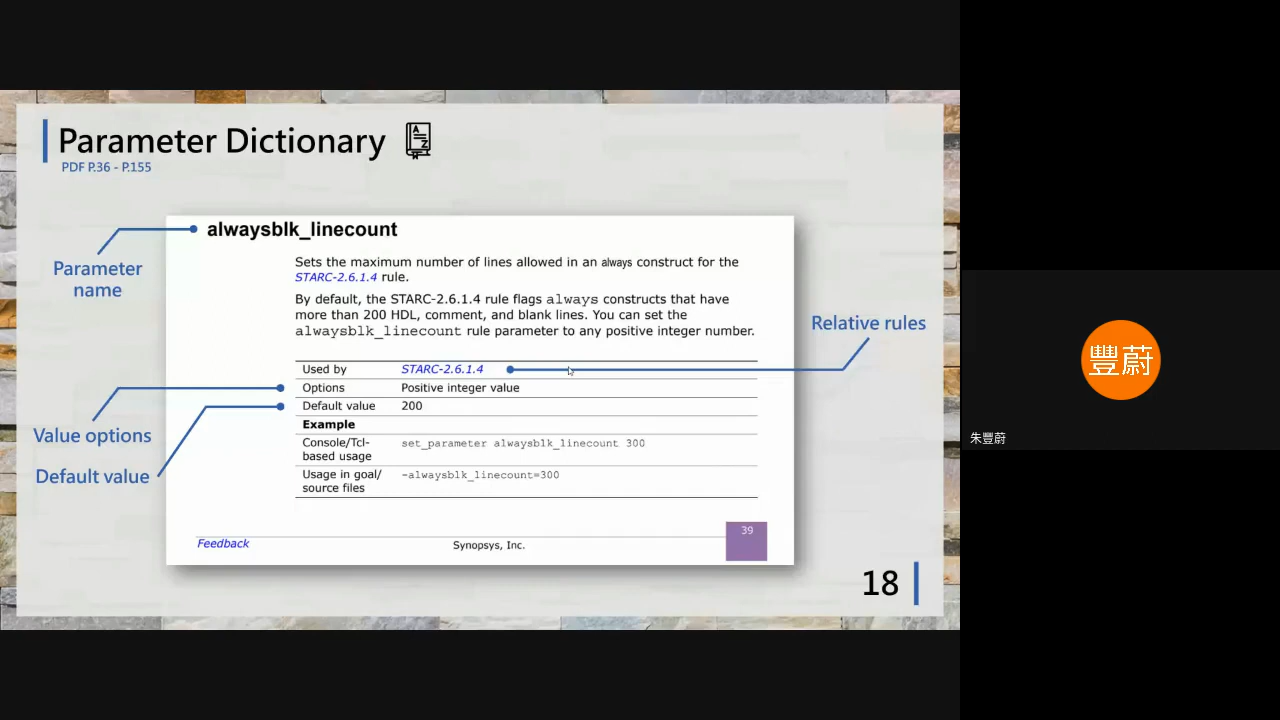 Parameter Dictionary
PDF P.36 - P.155
alwaysblk_linecount
Parameter
name
Sets the maximum number of lines allowed in an always construct for the
STARC-2.6.1.4 rule.
By default, the STARC-2.6.1.4 rule flags always constructs that have
more than 200 HDL, comment, and blank lines. You can set the
alwaysblk_linecount rule parameter to any positive integer number.
Relative rules
Used by STARC-2.6.1.4
Options Positive integer value
Default value 200
Example
Console/Tcl- set_parameter alwaysblk_linecount 300
based usage
Usage in goal/ -alwaysblk_linecount=300
source files
Value options
Default value
Feedback
Synopsys, Inc.
39
18
豐蔚
朱豐蔚